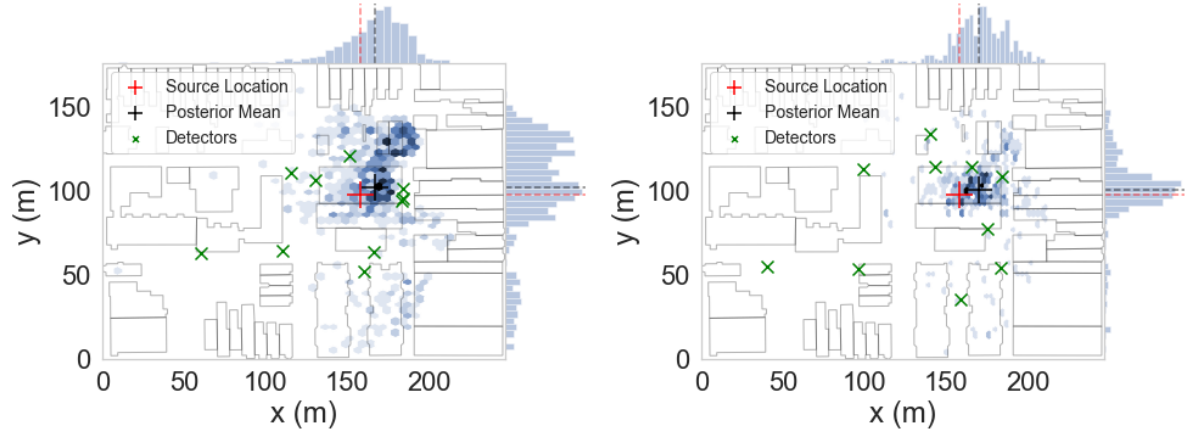 Source Location
Posterior Mean
Detectors
150
100
50
0
y (m)
0 50 100 150 200
x (m)
Source Location
Posterior Mean
Detectors
150
100
50
0
y (m)
0 50 100 150 200
x (m)